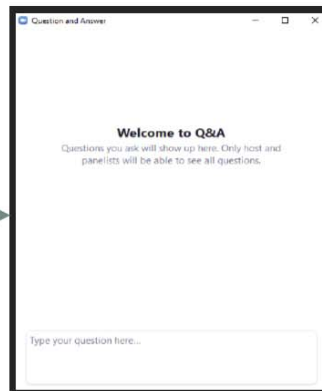 Question and Answer
Welcome to Q&A
Questions you ask will show up here. Only host and
panelists will be able to see all questions.
Type your question here...